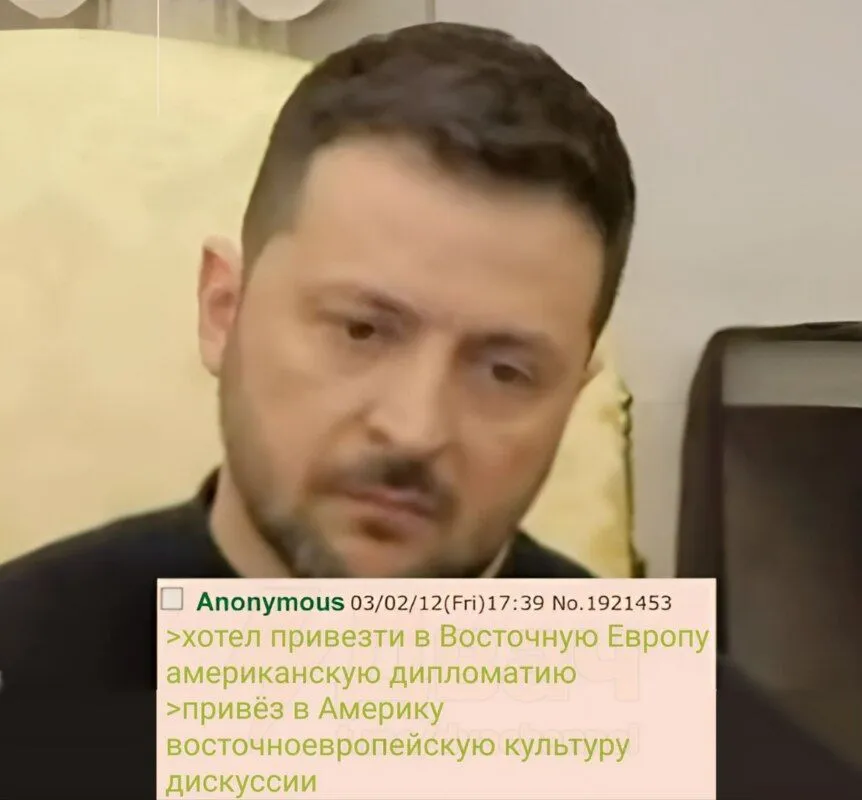 Anonymous 03/02/12(Fri)17:39 No.1921453
>хотел привезти в Восточную Европу
американскую дипломатию
>привёз в Америку
восточноевропейскую культуру
дискуссии